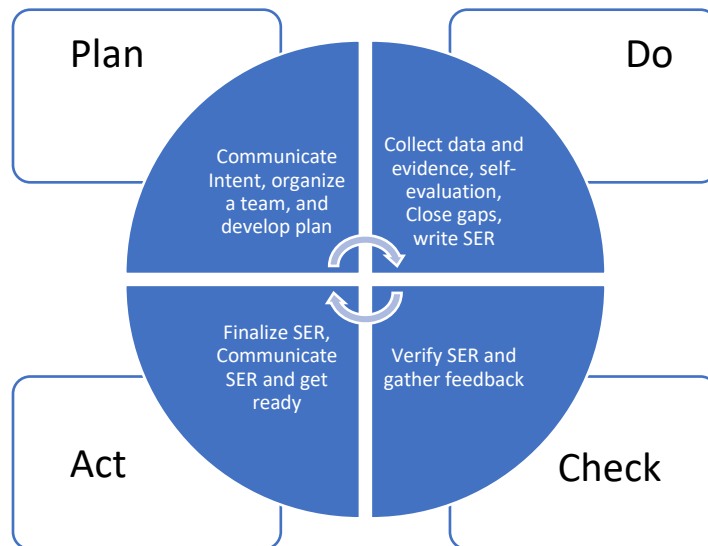 Plan
Do
Communicate
Intent, organize
a team, and
develop plan
Collect data and
evidence, self-
evaluation,
Close gaps,
write SER
Finalize SER,
Communicate
SER and get
ready
Verify SER and
gather feedback
Act
Check